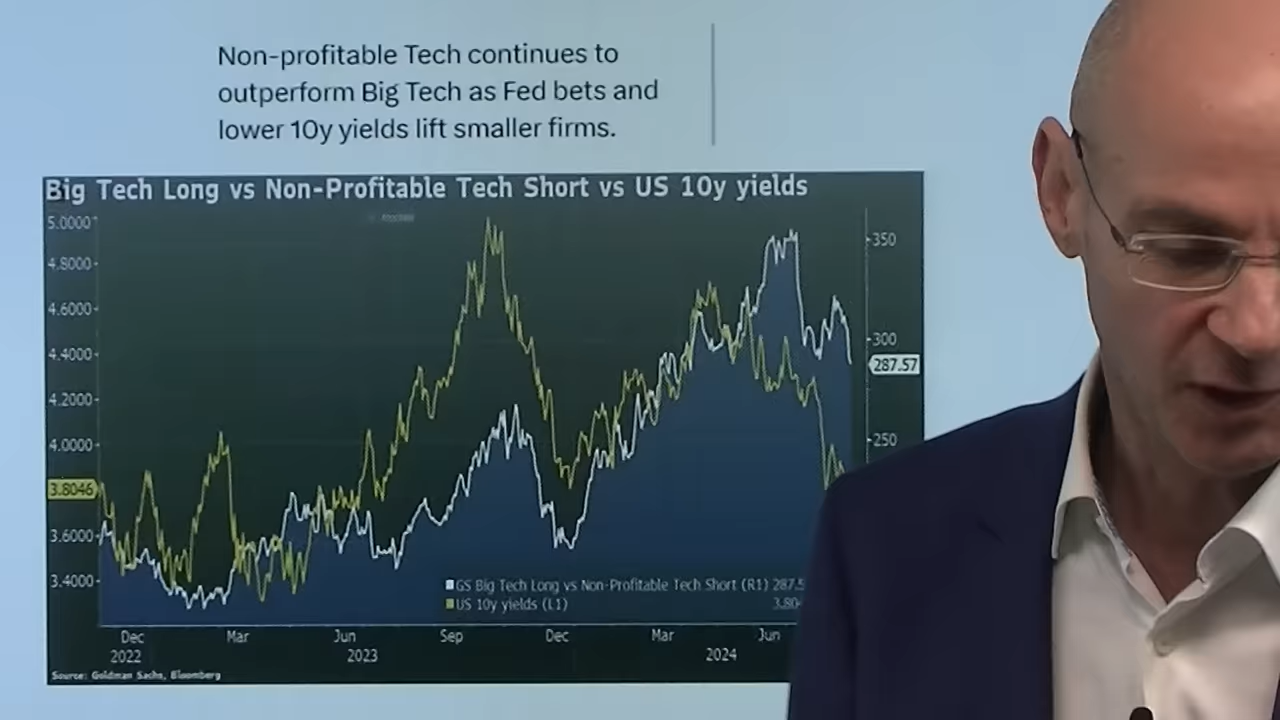 Non-profitable Tech continues to
outperform Big Tech as Fed bets and
lower 10y yields lift smaller firms.
Big Tech Long vs Non-Profitable Tech Short vs US 10y yields
5.0000
4.8000
4.6000
4.4000
4.2000
4.0000
3.8046
3.6000
3.4000
350
300
287.57
250
GS Big Tech Long vs Non-Profitable Tech Short (R1) 287.5
US 10y yields (L1) 3.80
Dec Mar Jun Sep Dec Mar Jun
2022 2023 2024
Source: Goldman Sachs, Bloomberg